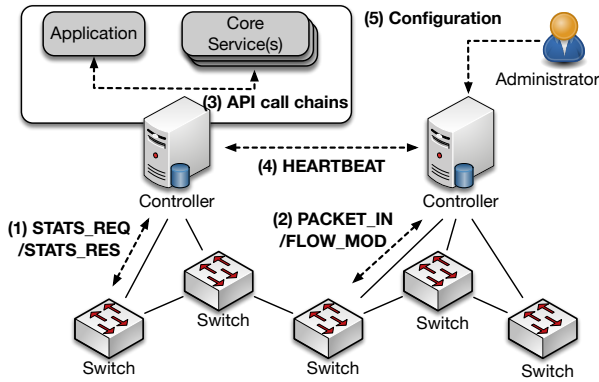 Application
Core
Service(s)
(5) Configuration
Administrator
(3) API call chains
(4) HEARTBEAT
Controller
Controller
(1) STATS_REQ
/STATS_RES
(2) PACKET_IN
/FLOW_MOD
Switch
Switch
Switch
Switch
Switch